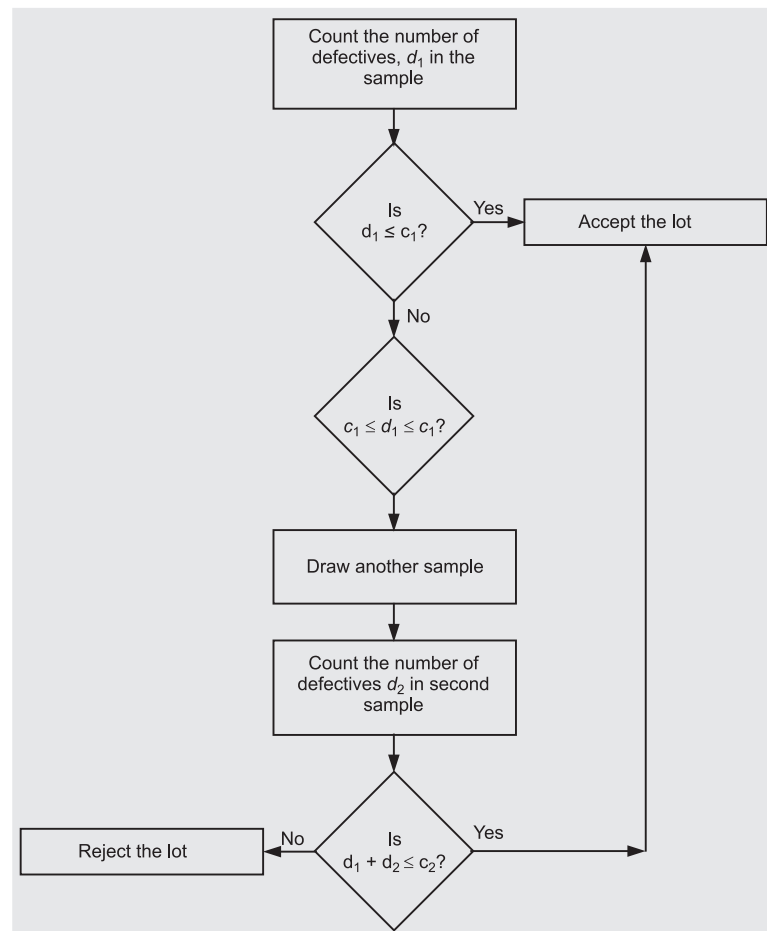 Count the number of
defectives, d₁ in the
sample
Is
d₁ ≤ c₁?
Yes
Accept the lot
No
Is
c₁ ≤ d₁ ≤ c₁?
Draw another sample
Count the number of
defectives d₂ in second
sample
Is
d₁ + d₂ ≤ c₂?
Yes
No
Reject the lot